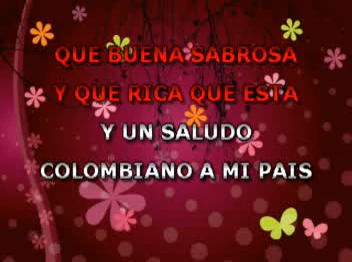 QUE BUENA SABROSA
Y QUE RICA QUE ESTA
Y UN SALUDO
COLOMBIANO A MI PAIS